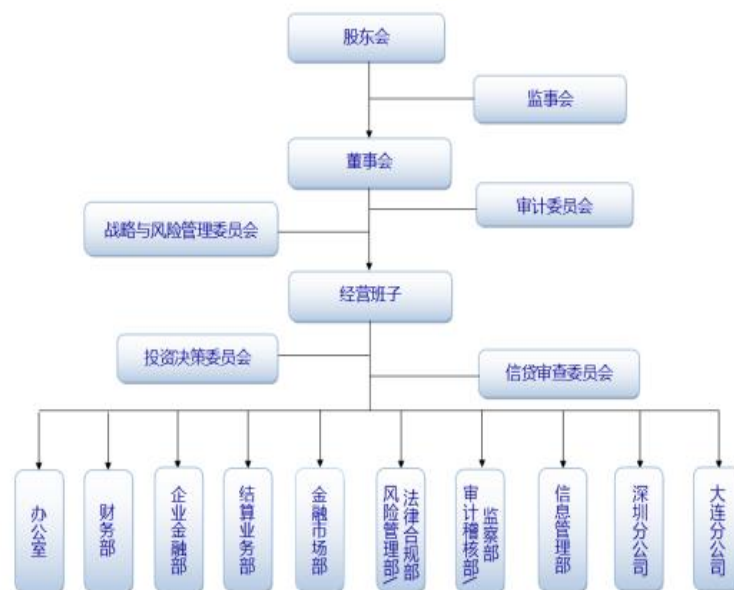 股东会
监事会
董事会
审计委员会
战略与风险管理委员会
经营班子
投资决策委员会
信贷审查委员会
办公室
财务部
企业金融部
结算业务部
金融市场部
风险管理部\
法律合规部
审计稽核部\
监察部
信息管理部
深圳分公司
大连分公司